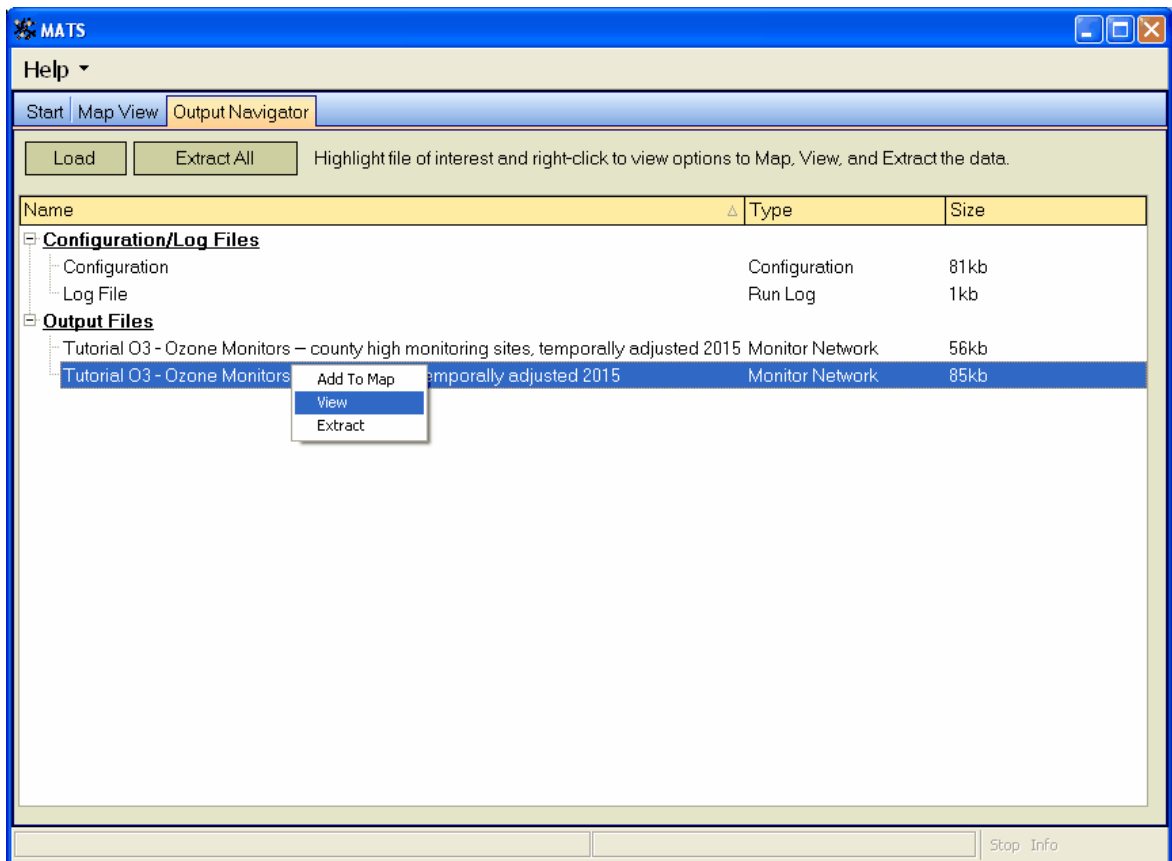 MATS
Help
Start Map View Output Navigator
Load Extract All Highlight file of interest and right-click to view options to Map, View, and Extract the data.
Name Type Size
Configuration/Log Files
Configuration Configuration 81kb
Log File Run Log 1kb
Output Files
Tutorial O3 - Ozone Monitors – county high monitoring sites, temporally adjusted 2015 Monitor Network 56kb
Tutorial O3 - Ozone Monitors emporally adjusted 2015 Monitor Network 85kb
Add To Map
View
Extract
Stop Info